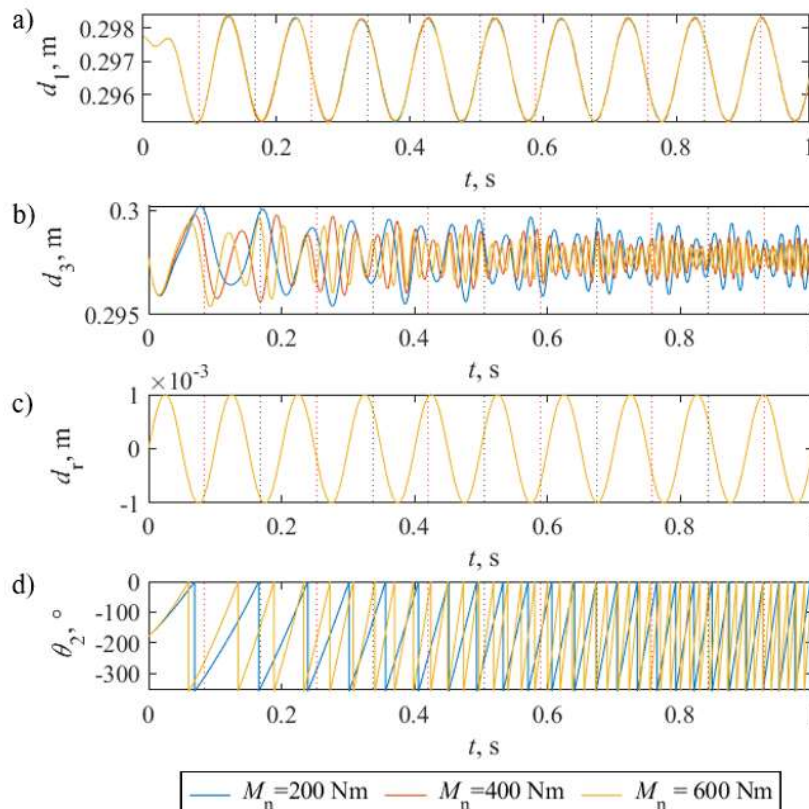 a)
0.298
0.297
0.296
d₁, m
0 0.2 0.4 0.6 0.8 1
t, s
b)
0.3
0.295
d₃, m
0 0.2 0.4 0.6 0.8
t, s
×10⁻³
c)
1
0
-1
dᵣ, m
0 0.2 0.4 0.6 0.8
t, s
d)
0
-100
-200
-300
θ₂, °
0 0.2 0.4 0.6 0.8
t, s
Mₙ=200 Nm Mₙ=400 Nm Mₙ=600 Nm